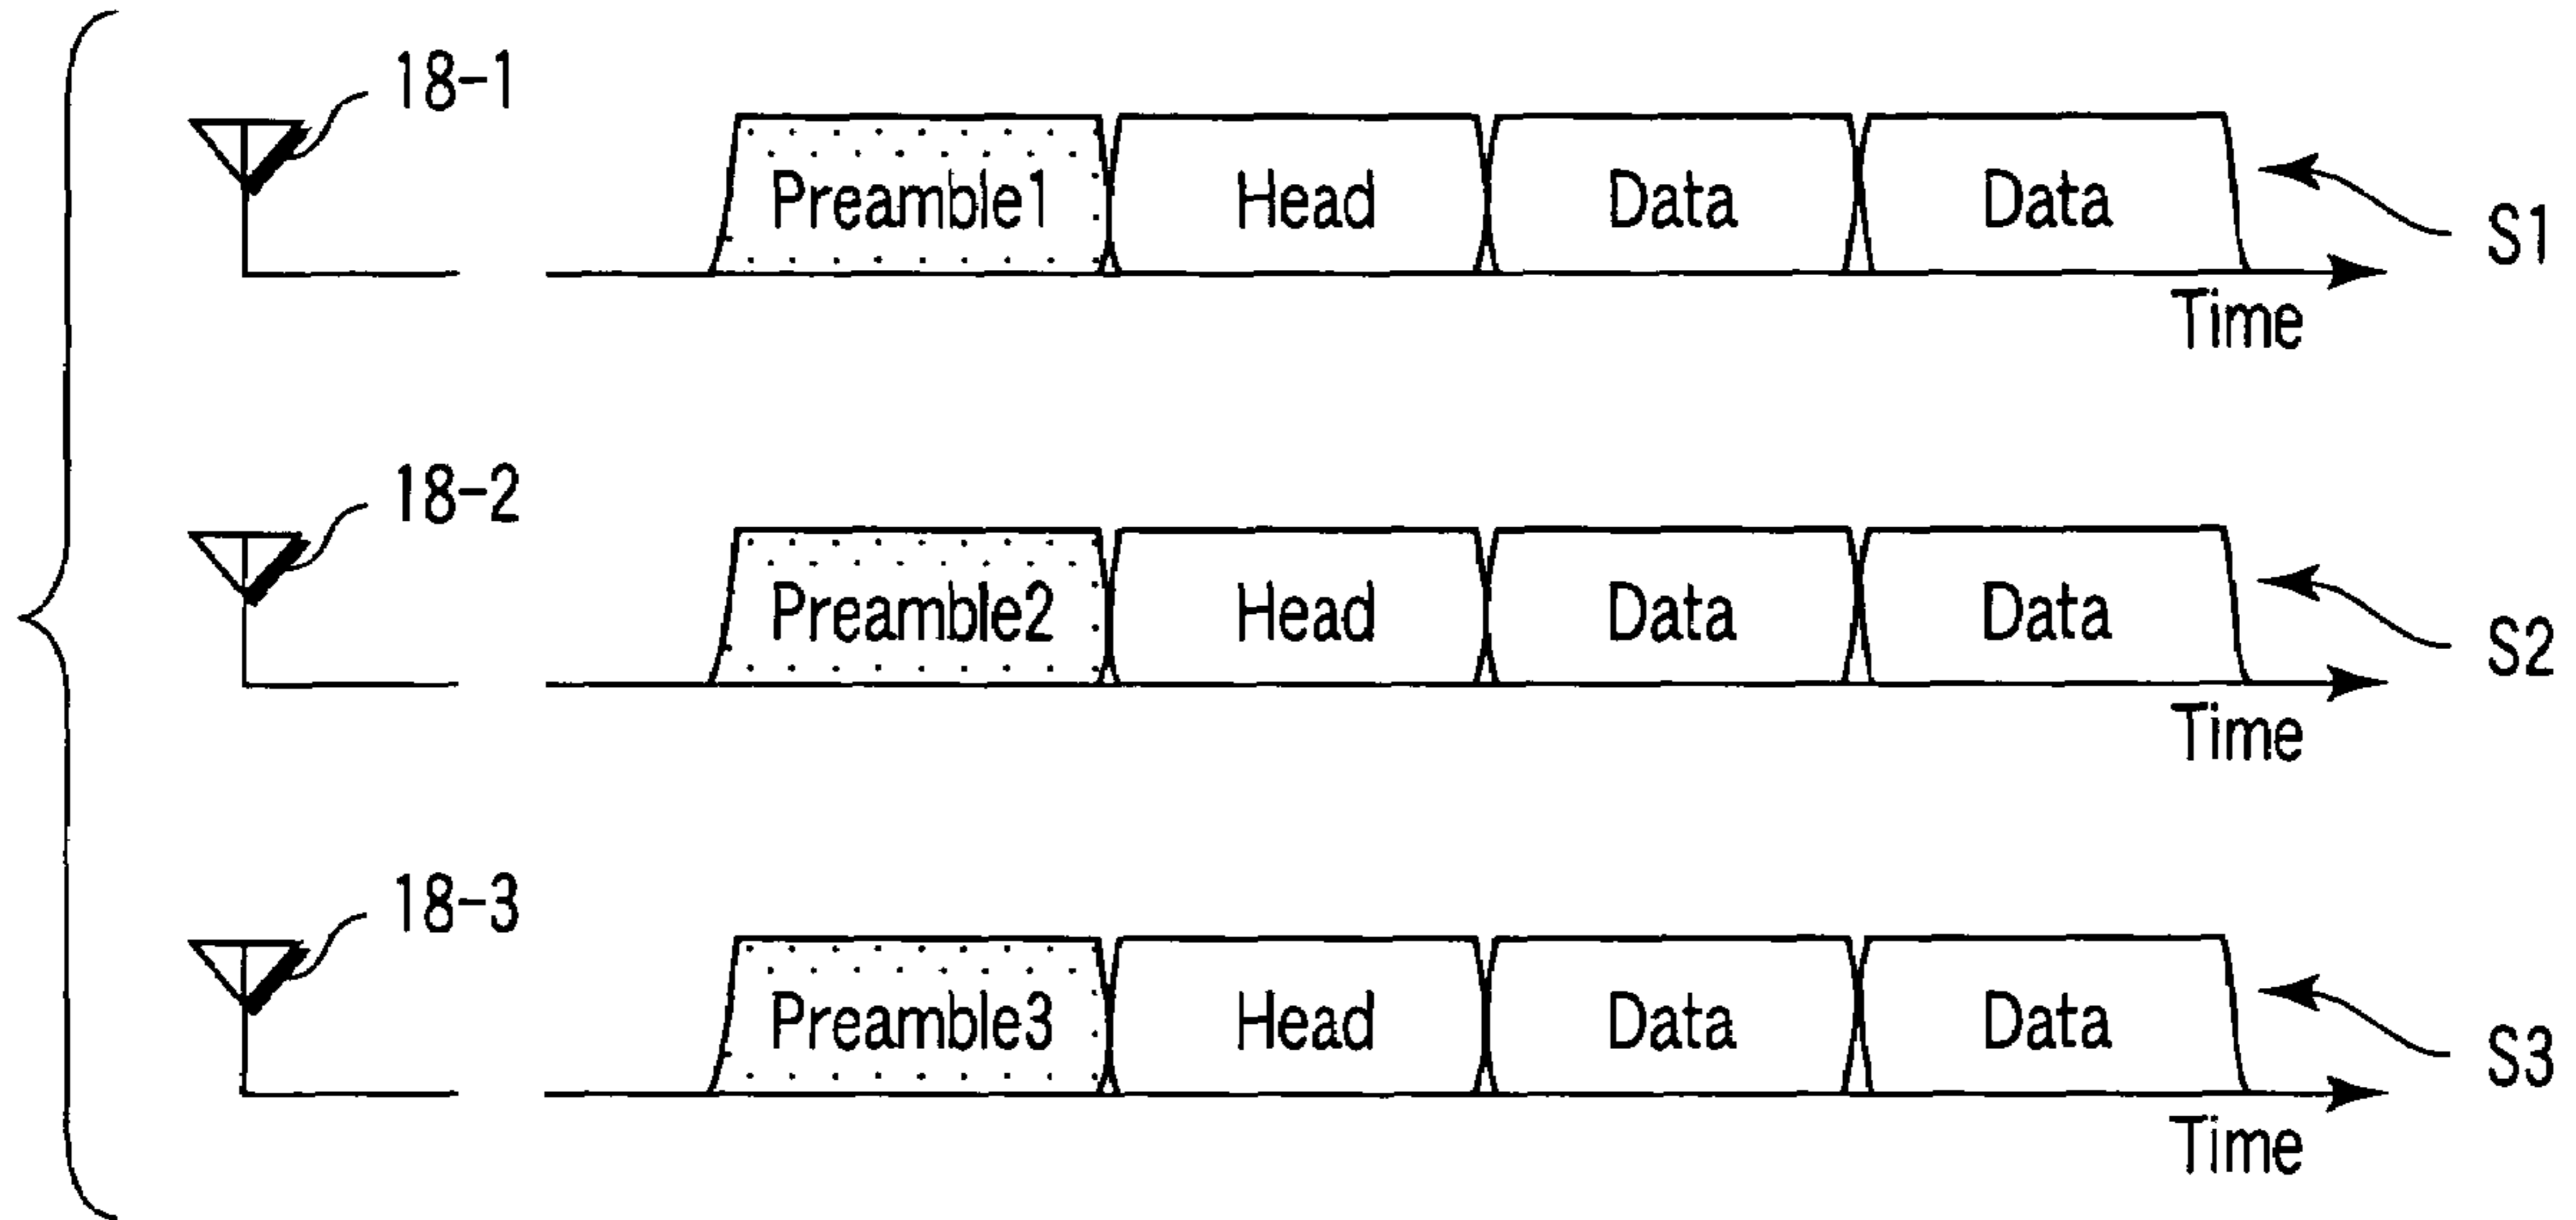 18-1
Preamble1 Head Data Data
S1
Time
18-2
Preamble2 Head Data Data
S2
Time
18-3
Preamble3 Head Data Data
S3
Time